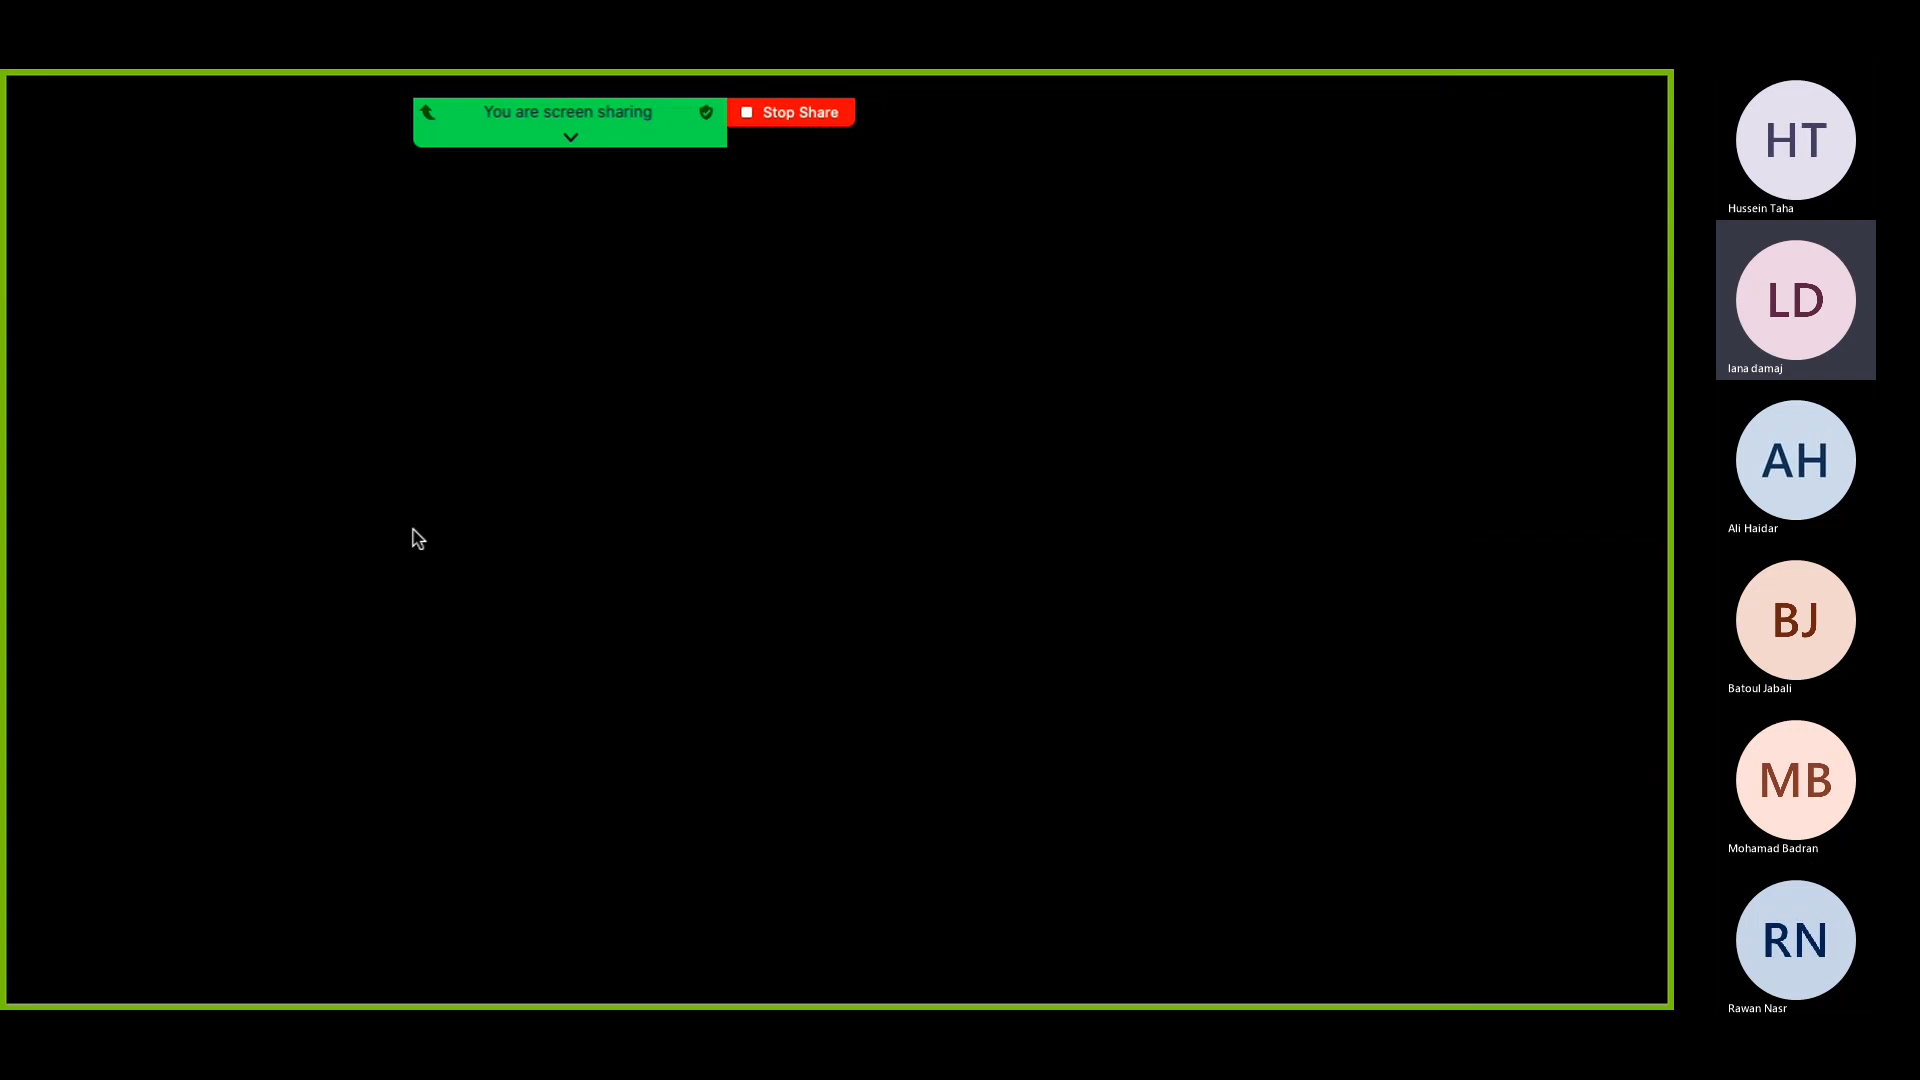 You are screen sharing
Stop Share
HT
Hussein Taha
LD
lana damaj
AH
Ali Haidar
BJ
Batoul Jabali
MB
Mohamad Badran
RN
Rawan Nasr